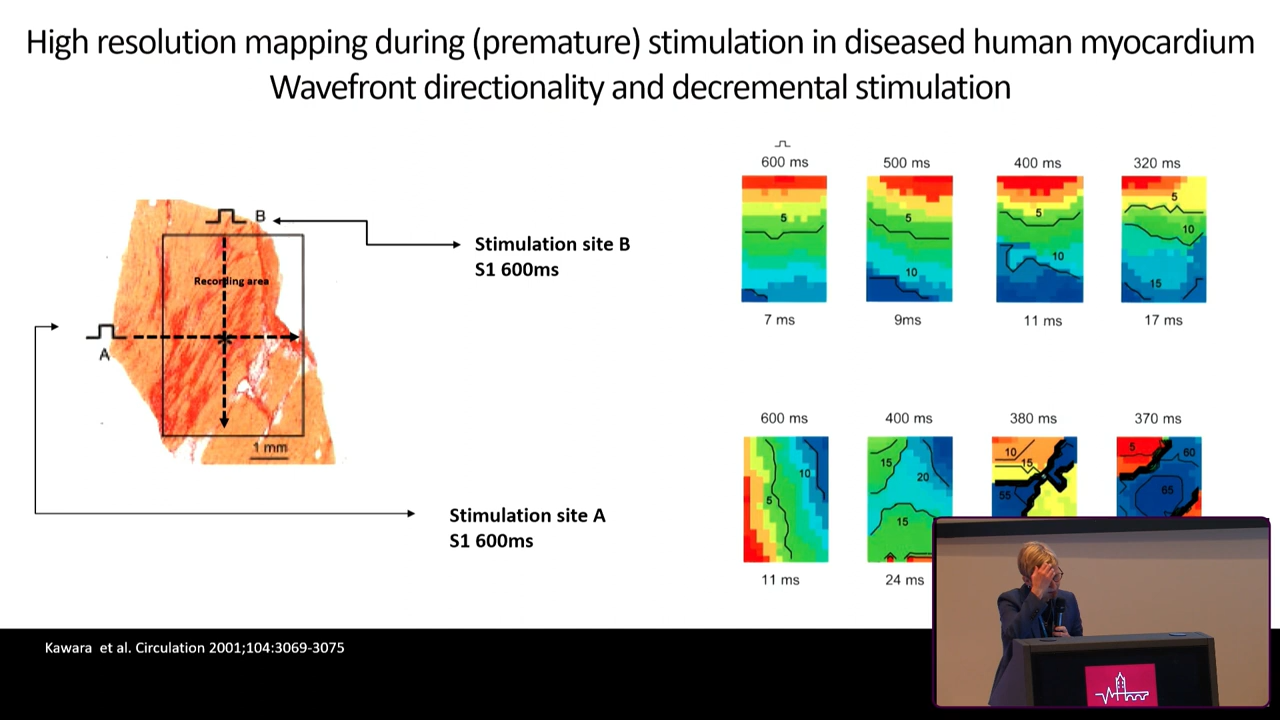 High resolution mapping during (premature) stimulation in diseased human myocardium
Wavefront directionality and decremental stimulation
600 ms
500 ms
400 ms
320 ms
5
5
10
5
10
5
10
15
7 ms
9ms
11 ms
17 ms
B
Recording area
A
1 mm
Stimulation site B
S1 600ms
Stimulation site A
S1 600ms
600 ms
400 ms
380 ms
370 ms
5
10
15
20
15
10
15
55
5
60
65
11 ms
24 ms
Kawara et al. Circulation 2001;104:3069-3075